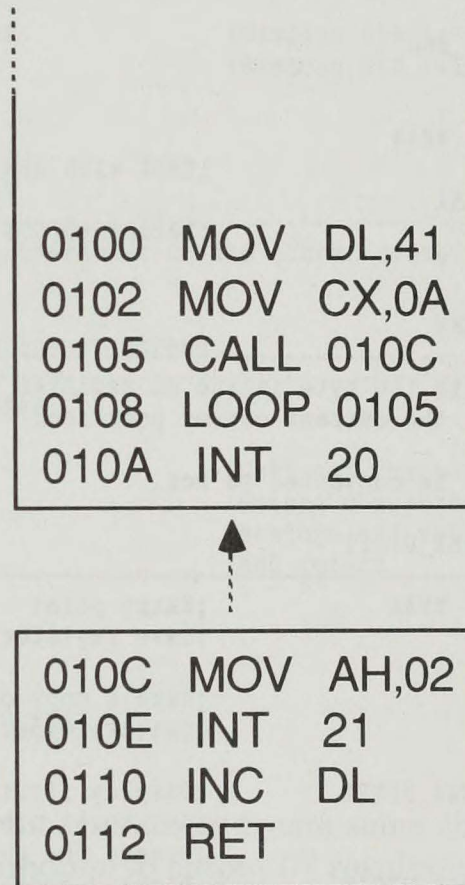 0100 MOV DL,41
0102 MOV CX,0A
0105 CALL 010C
0108 LOOP 0105
010A INT 20
010C MOV AH,02
010E INT 21
0110 INC DL
0112 RET